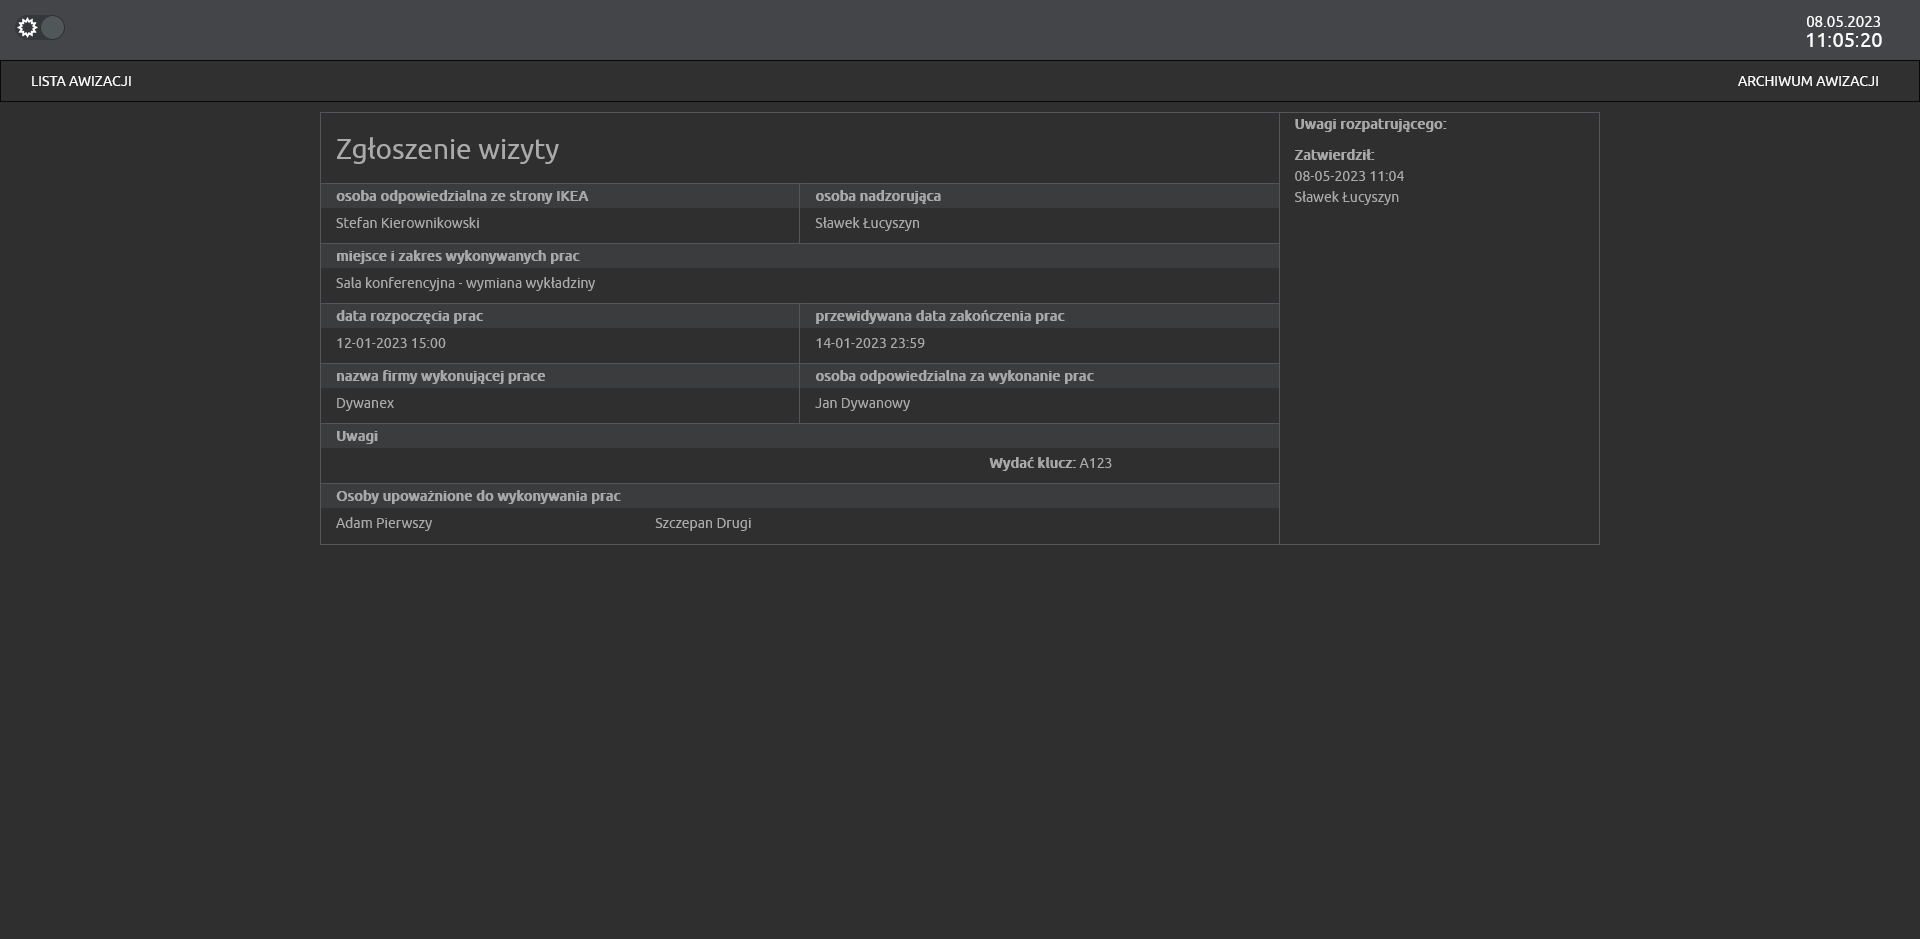 08.05.2023
11:05:20
LISTA AWIZACJI
ARCHIWUM AWIZACJI
Zgłoszenie wizyty
osoba odpowiedzialna ze strony IKEA
osoba nadzorująca
Stefan Kierownikowski
Sławek Łucyszyn
miejsce i zakres wykonywanych prac
Sala konferencyjna - wymiana wykładziny
data rozpoczęcia prac
przewidywana data zakończenia prac
12-01-2023 15:00
14-01-2023 23:59
nazwa firmy wykonującej prace
osoba odpowiedzialna za wykonanie prac
Dywanex
Jan Dywanowy
Uwagi
Wydać klucz: A123
Osoby upoważnione do wykonywania prac
Adam Pierwszy
Szczepan Drugi
Uwagi rozpatrującego:
Zatwierdził:
08-05-2023 11:04
Sławek Łucyszyn